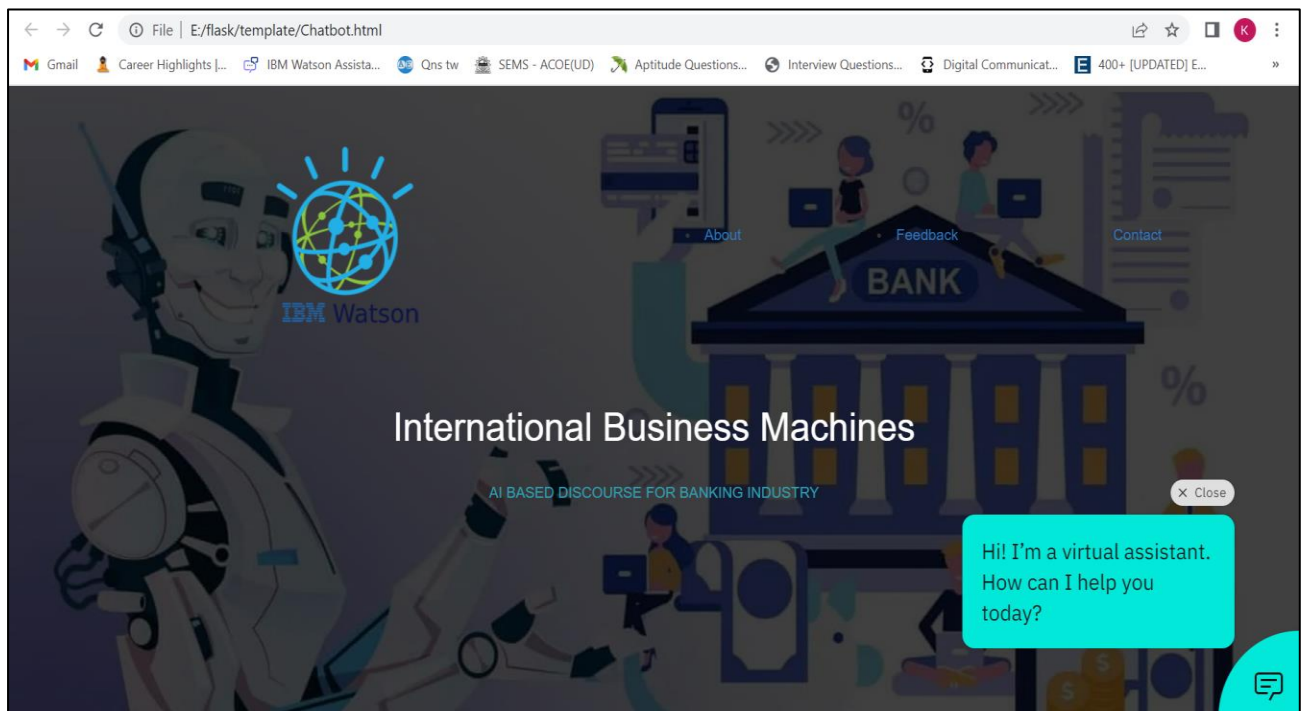 File | E:/flask/template/Chatbot.html
K
Gmail Career Highlights |... IBM Watson Assista... Qns tw SEMS - ACOE(UD) Aptitude Questions... Interview Questions... Digital Communicat... E 400+ [UPDATED] E... »
%
About Feedback Contact
BANK
IBM Watson
%
International Business Machines
AI BASED DISCOURSE FOR BANKING INDUSTRY
× Close
Hi! I'm a virtual assistant.
How can I help you
today?
$
$